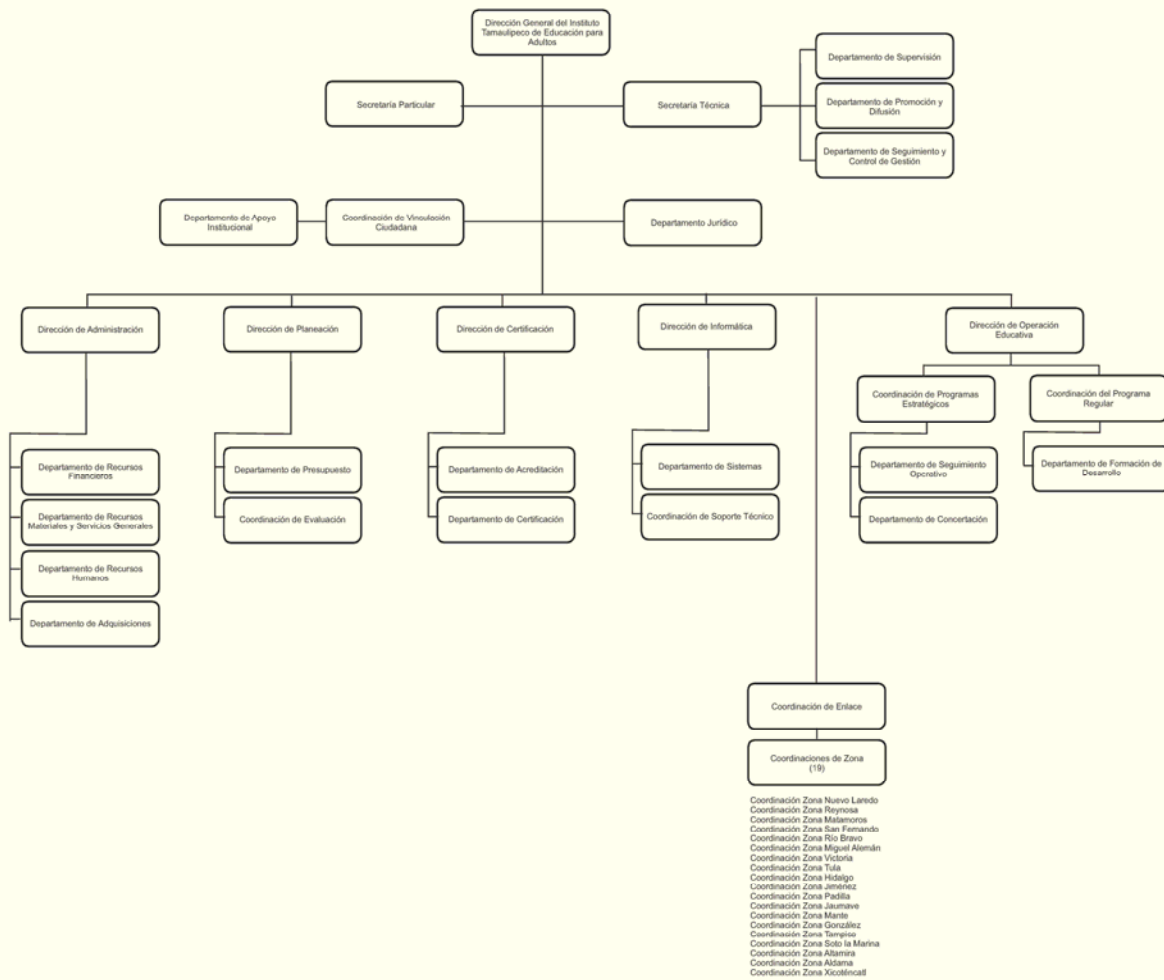 Dirección General del Instituto
Tamaulipeco de Educación para
Adultos
Departamento de Supervisión
Secretaría Particular
Secretaría Técnica
Departamento de Promoción y
Difusión
Departamento de Seguimiento y
Control de Gestión
Departamento de Apoyo
Institucional
Coordinación de Vinculación
Ciudadana
Departamento Jurídico
Dirección de Administración
Dirección de Planeación
Dirección de Certificación
Dirección de Informática
Dirección de Operación
Educativa
Coordinación de Programas
Estratégicos
Coordinación del Programa
Regular
Departamento de Recursos
Financieros
Departamento de Recursos
Materiales y Servicios Generales
Departamento de Recursos
Humanos
Departamento de Adquisiciones
Departamento de Presupuesto
Coordinación de Evaluación
Departamento de Acreditación
Departamento de Certificación
Departamento de Sistemas
Coordinación de Soporte Técnico
Departamento de Seguimiento
Operativo
Departamento de Concertación
Departamento de Formación de
Desarrollo
Coordinación de Enlace
Coordinaciones de Zona
(19)
Coordinación Zona Nuevo Laredo
Coordinación Zona Reynosa
Coordinación Zona Matamoros
Coordinación Zona San Fernando
Coordinación Zona Río Bravo
Coordinación Zona Miguel Alemán
Coordinación Zona Victoria
Coordinación Zona Tula
Coordinación Zona Hidalgo
Coordinación Zona Jiménez
Coordinación Zona Padilla
Coordinación Zona Jaumave
Coordinación Zona Mante
Coordinación Zona González
Coordinación Zona Tampico
Coordinación Zona Soto la Marina
Coordinación Zona Altamira
Coordinación Zona Aldama
Coordinación Zona Xicoténcatl